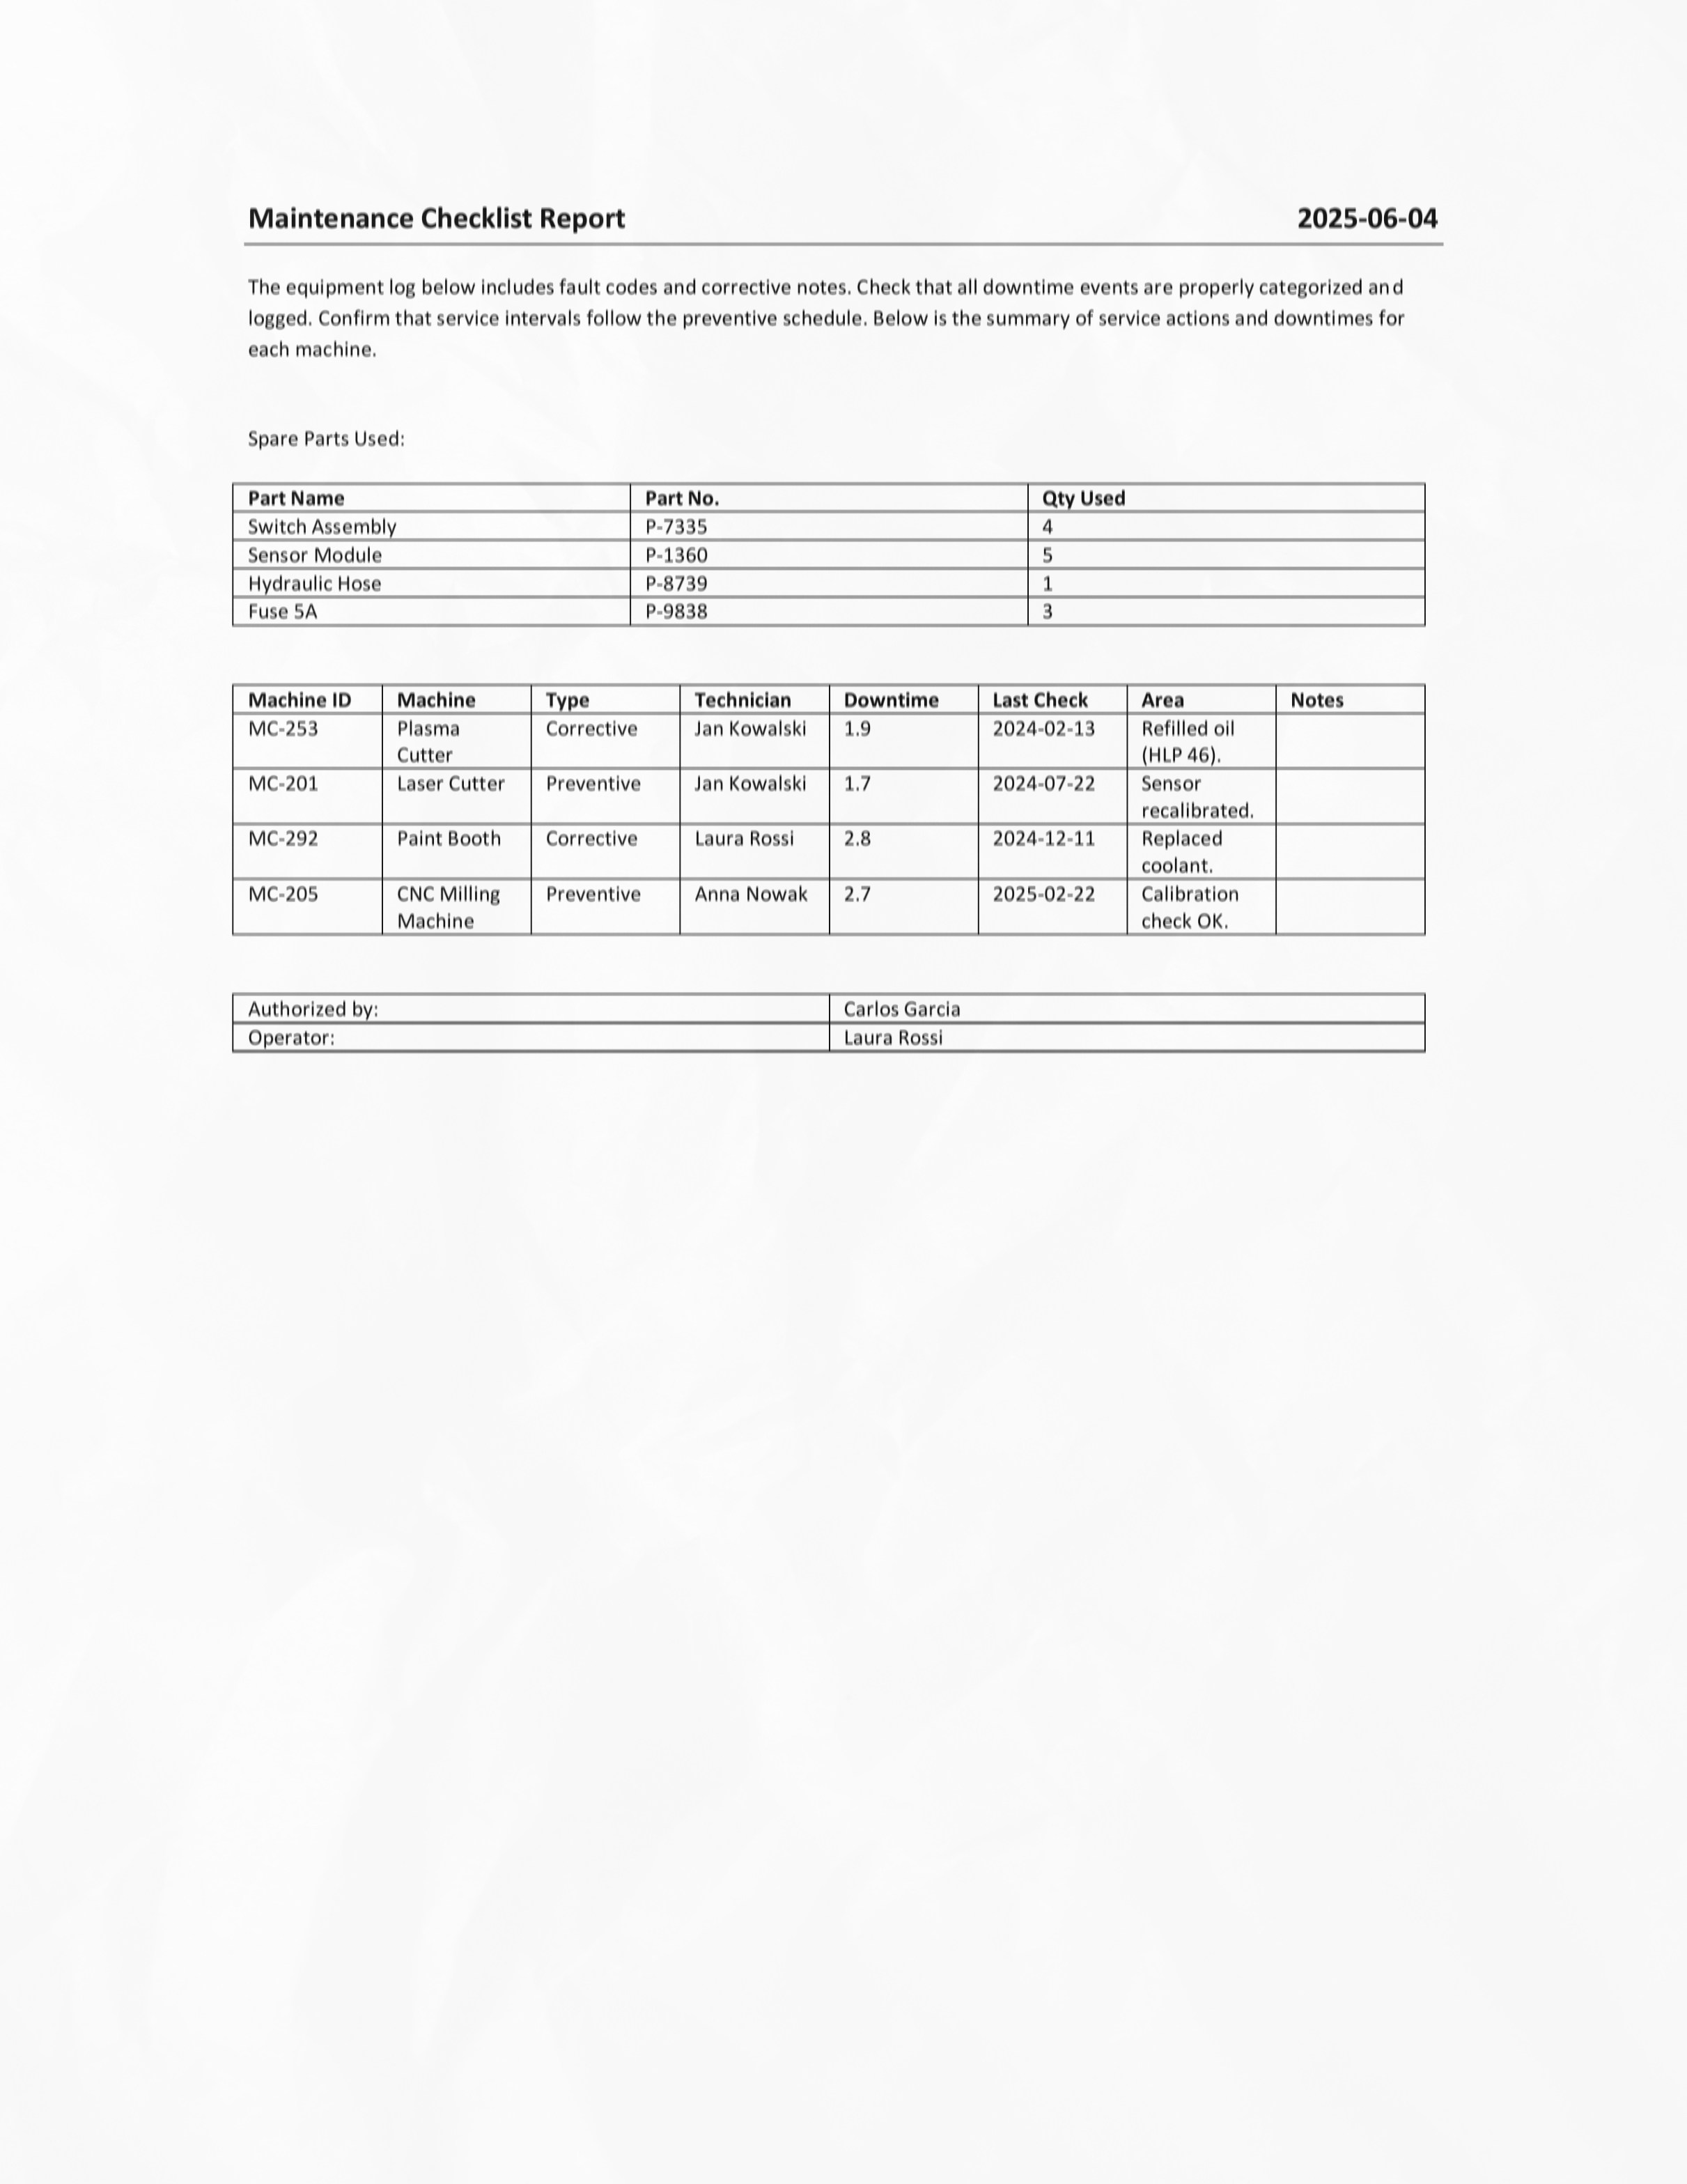 Maintenance Checklist Report 2025-06-04
The equipment log below includes fault codes and corrective notes. Check that all downtime events are properly categorized and
logged. Confirm that service intervals follow the preventive schedule. Below is the summary of service actions and downtimes for
each machine.
Spare Parts Used:
Part Name Part No. Qty Used
Switch Assembly P-7335 4
Sensor Module P-1360 5
Hydraulic Hose P-8739 1
Fuse 5A P-9838 3
Machine ID Machine Type Technician Downtime Last Check Area Notes
MC-253 Plasma Corrective Jan Kowalski 1.9 2024-02-13 Refilled oil
Cutter (HLP 46).
MC-201 Laser Cutter Preventive Jan Kowalski 1.7 2024-07-22 Sensor
recalibrated.
MC-292 Paint Booth Corrective Laura Rossi 2.8 2024-12-11 Replaced
coolant.
MC-205 CNC Milling Preventive Anna Nowak 2.7 2025-02-22 Calibration
Machine check OK.
Authorized by: Carlos Garcia
Operator: Laura Rossi